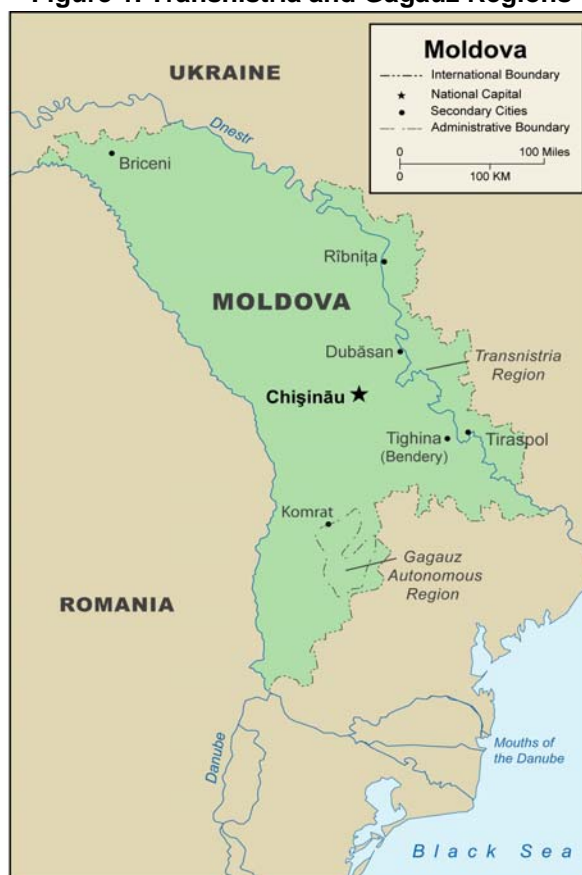 Figure 1. Transnistria and Gagauz Regions
Moldova
International Boundary
National Capital
Secondary Cities
Administrative Boundary
0 100 Miles
0 100 KM
UKRAINE
Dnestr
Briceni
Rîbniţa
MOLDOVA
Dubăsan
Transnistria
Region
Chişinău
Tighina
(Bendery)
Tiraspol
Komrat
Gagauz
Autonomous
Region
ROMANIA
Danube
Mouths of
the Danube
Black Sea